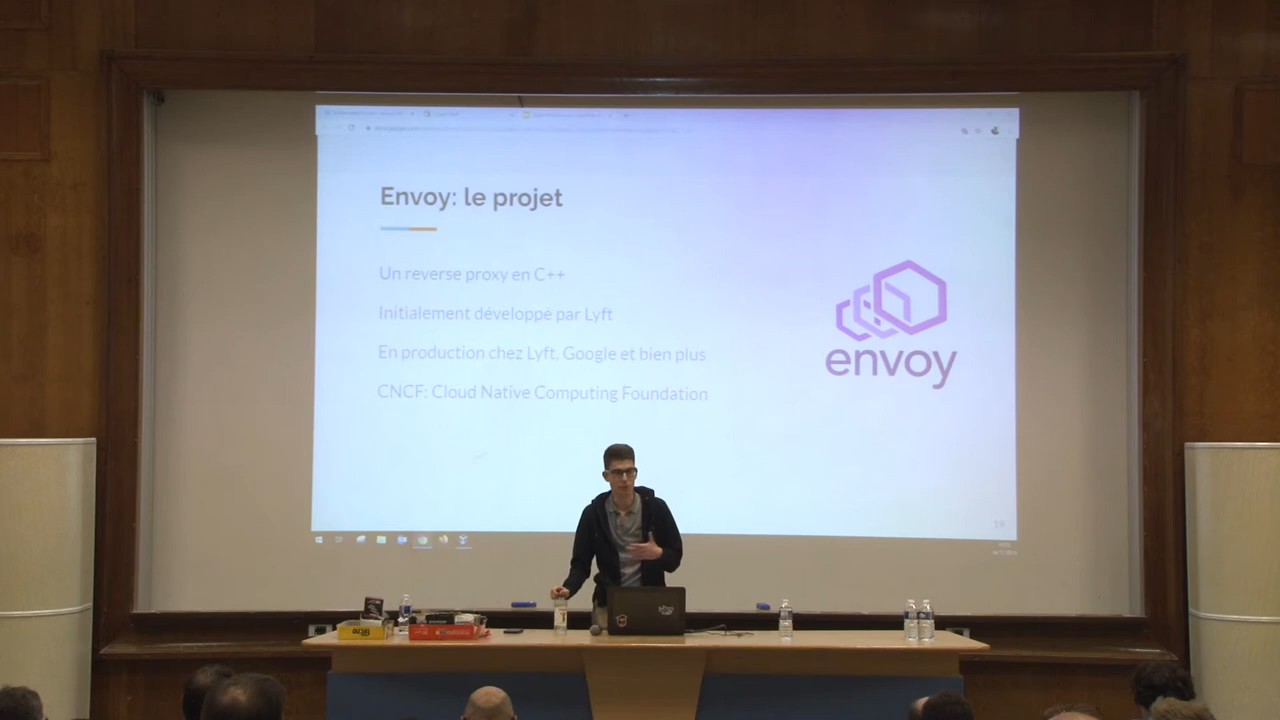 Envoy: le projet
Un reverse proxy en C++
Initialement développé par Lyft
En production chez Lyft, Google et bien plus
CNCF: Cloud Native Computing Foundation
envoy
19